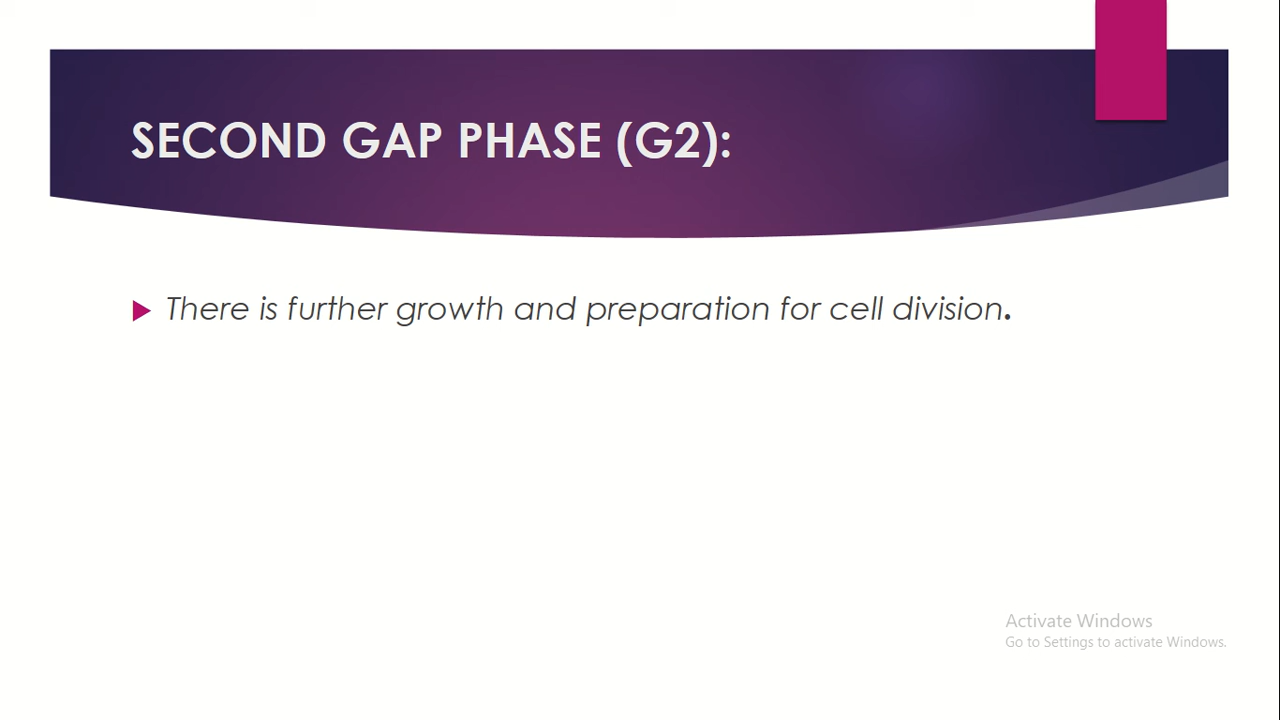 SECOND GAP PHASE (G2):
There is further growth and preparation for cell division.
Activate Windows
Go to Settings to activate Windows.